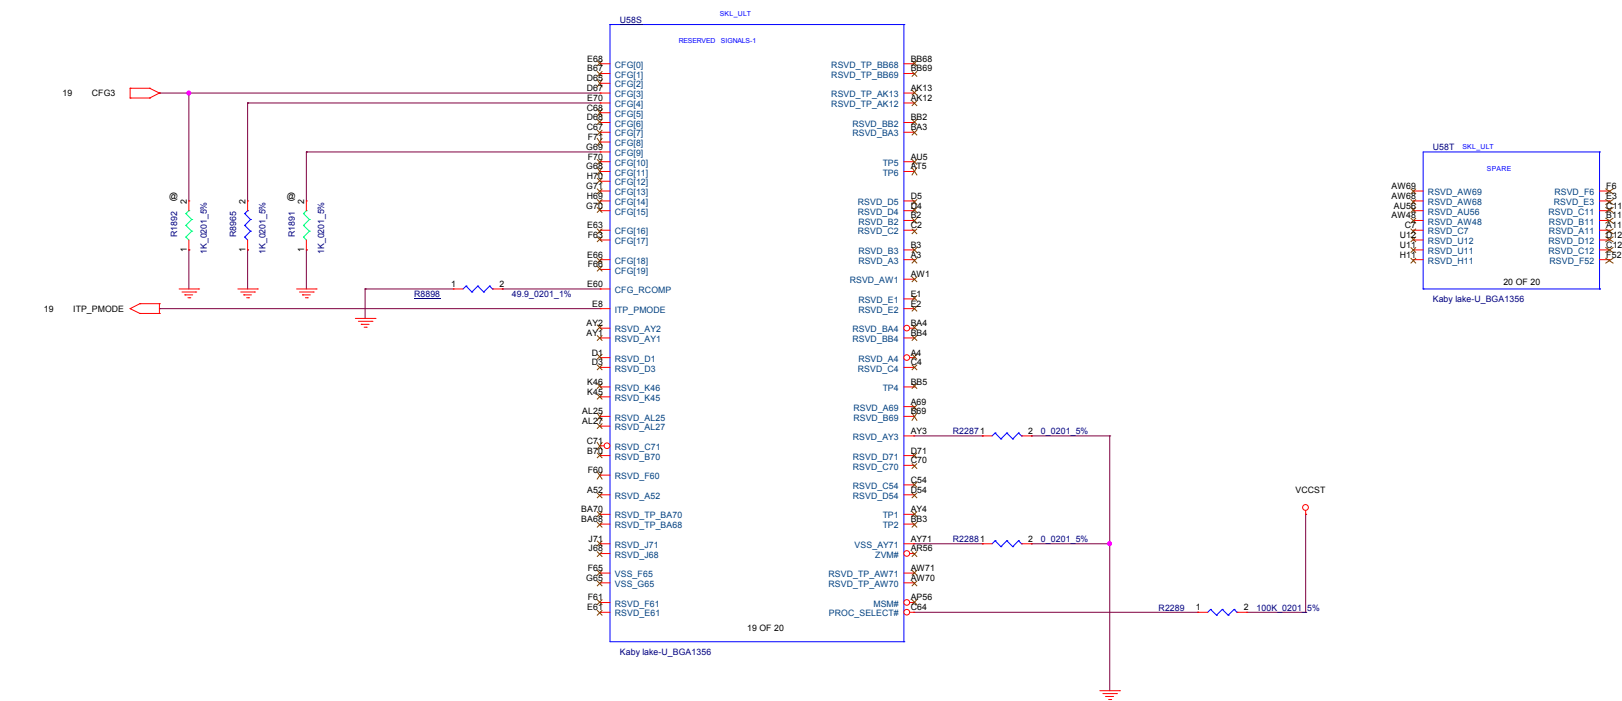 U58S
SKL_ULT
RESERVED SIGNALS-1
19 CFG3
19 ITP_PMODE
@
R1892
1K_0201_5%
2
1
R8965
1K_0201_5%
2
1
@
R1891
1K_0201_5%
2
1
R8898
1
2
49.9_0201_1%
E68 CFG[0]
B67 CFG[1]
D65 CFG[2]
D67 CFG[3]
E70 CFG[4]
C68 CFG[5]
D68 CFG[6]
C67 CFG[7]
F71 CFG[8]
G69 CFG[9]
F70 CFG[10]
G68 CFG[11]
H70 CFG[12]
G71 CFG[13]
H69 CFG[14]
G70 CFG[15]
E63 CFG[16]
F63 CFG[17]
E66 CFG[18]
F66 CFG[19]
E60 CFG_RCOMP
E8 ITP_PMODE
AY2 RSVD_AY2
AY1 RSVD_AY1
D1 RSVD_D1
D3 RSVD_D3
K46 RSVD_K46
K45 RSVD_K45
AL25 RSVD_AL25
AL27 RSVD_AL27
C71 RSVD_C71
B70 RSVD_B70
F60 RSVD_F60
A52 RSVD_A52
BA70 RSVD_TP_BA70
BA68 RSVD_TP_BA68
J71 RSVD_J71
J68 RSVD_J68
F65 VSS_F65
G65 VSS_G65
F61 RSVD_F61
E61 RSVD_E61
RSVD_TP_BB68 BB68
RSVD_TP_BB69 BB69
RSVD_TP_AK13 AK13
RSVD_TP_AK12 AK12
RSVD_BB2 BB2
RSVD_BA3 BA3
TP5 AU5
TP6 AT5
RSVD_D5 D5
RSVD_D4 D4
RSVD_B2 B2
RSVD_C2 C2
RSVD_B3 B3
RSVD_A3 A3
RSVD_AW1 AW1
RSVD_E1 E1
RSVD_E2 E2
RSVD_BA4 BA4
RSVD_BB4 BB4
RSVD_A4 A4
RSVD_C4 C4
TP4 BB5
RSVD_A69 A69
RSVD_B69 B69
RSVD_AY3 AY3
RSVD_D71 D71
RSVD_C70 C70
RSVD_C54 C54
RSVD_D54 D54
TP1 AY4
TP2 BB3
VSS_AY71 AY71
ZVM# AR56
RSVD_TP_AW71 AW71
RSVD_TP_AW70 AW70
MSM# AP56
PROC_SELECT# C64
19 OF 20
Kaby lake-U_BGA1356
R2287 1 2 0_0201_5%
R2288 1 2 0_0201_5%
VCCST
R2289 1 2 100K_0201_5%
U58T SKL_ULT
SPARE
AW69 RSVD_AW69
AW68 RSVD_AW68
AU56 RSVD_AU56
AW48 RSVD_AW48
C7 RSVD_C7
U12 RSVD_U12
U11 RSVD_U11
H11 RSVD_H11
RSVD_F6 F6
RSVD_E3 E3
RSVD_C11 C11
RSVD_B11 B11
RSVD_A11 A11
RSVD_D12 D12
RSVD_C12 C12
RSVD_F52 F52
20 OF 20
Kaby lake-U_BGA1356